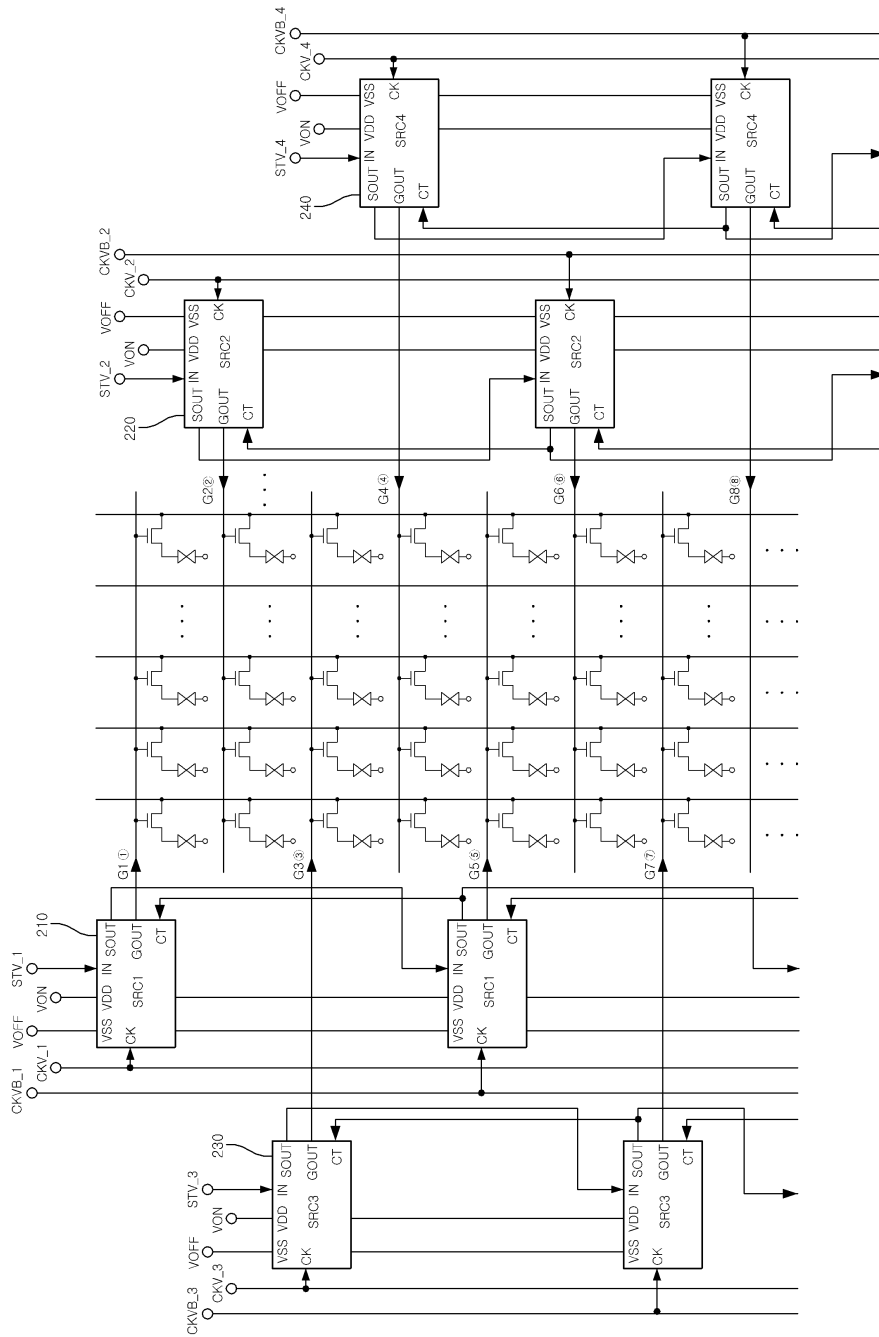 CKVB_3
CKV_3
VOFF
VON
STV_3
230
VSS VDD IN SOUT
GOUT
CK
SRC3
CT
VSS VDD IN SOUT
GOUT
CK
SRC3
CT
CKVB_1
CKV_1
VOFF
VON
STV_1
210
VSS VDD IN SOUT
GOUT
CK
SRC1
CT
VSS VDD IN SOUT
GOUT
CK
SRC1
CT
G1①
G3③
G5⑤
G7⑦
G2②
G4④
G6⑥
G8⑧
STV_2
VON
VOFF
CKV_2
CKVB_2
220
SOUT IN VDD VSS
GOUT
SRC2
CK
CT
SOUT IN VDD VSS
GOUT
SRC2
CK
CT
STV_4
VON
VOFF
CKV_4
CKVB_4
240
SOUT IN VDD VSS
GOUT
SRC4
CK
CT
SOUT IN VDD VSS
GOUT
SRC4
CK
CT